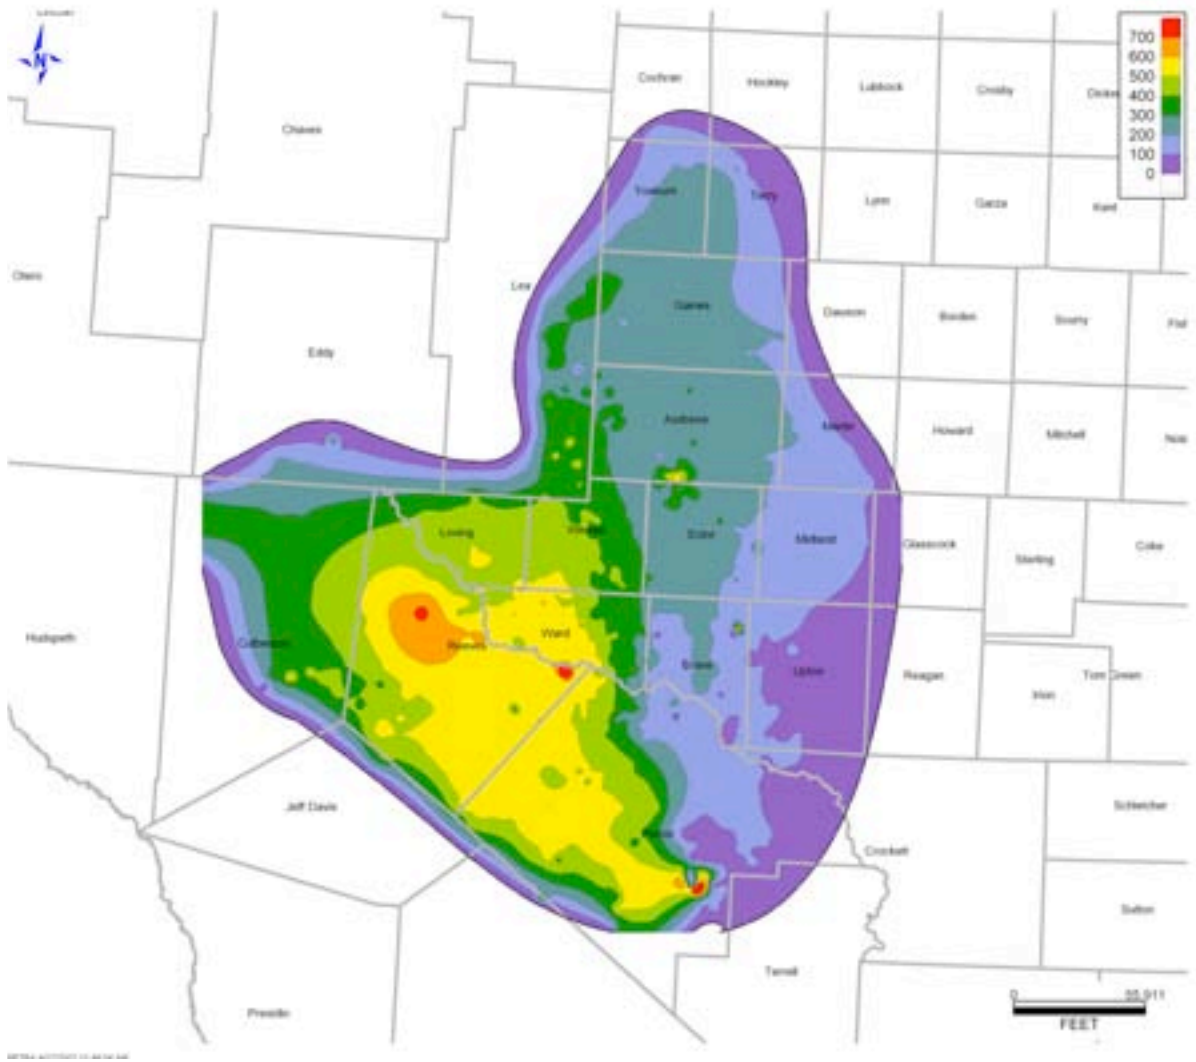 N
Cochran
Hockley
Lubbock
Crosby
700
600
500
400
300
200
100
0
Chaves
Yoakum
Terry
Lynn
Garza
Kent
Otero
Lea
Gaines
Dawson
Borden
Scurry
Eddy
Andrews
Martin
Howard
Mitchell
Loving
Winkler
Ector
Midland
Glasscock
Sterling
Coke
Hudspeth
Culberson
Reeves
Ward
Crane
Upton
Reagan
Irion
Tom Green
Jeff Davis
Pecos
Crockett
Schleicher
Sutton
Terrell
Presidio
0 55,911
FEET